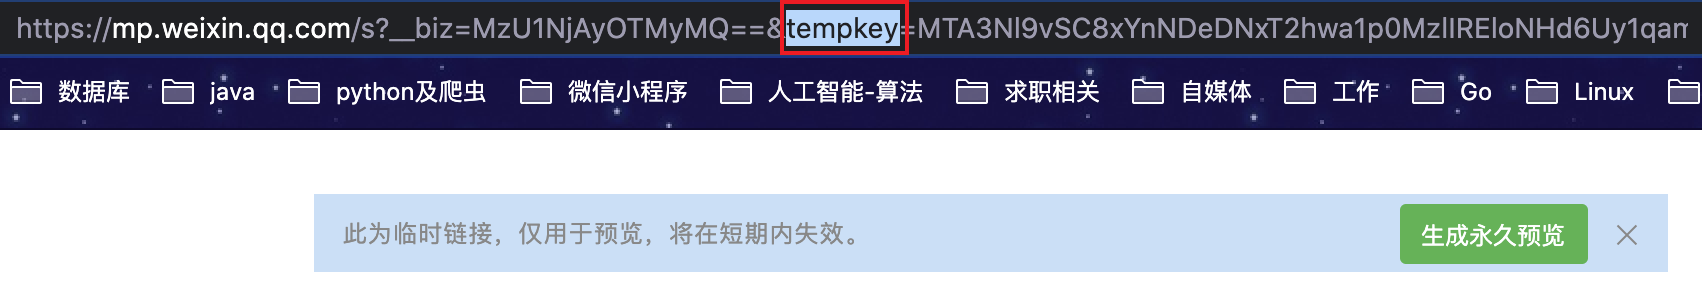 https://mp.weixin.qq.com/s?__biz=MzU1NjAyOTMyMQ==&tempkey=MTA3Nl9vSC8xYnNDeDNxT2hwa1p0MzlIREloNHd6Uy1qam
数据库 java python及爬虫 微信小程序 人工智能-算法 求职相关 自媒体 工作 Go Linux
此为临时链接，仅用于预览，将在短期内失效。 生成永久预览